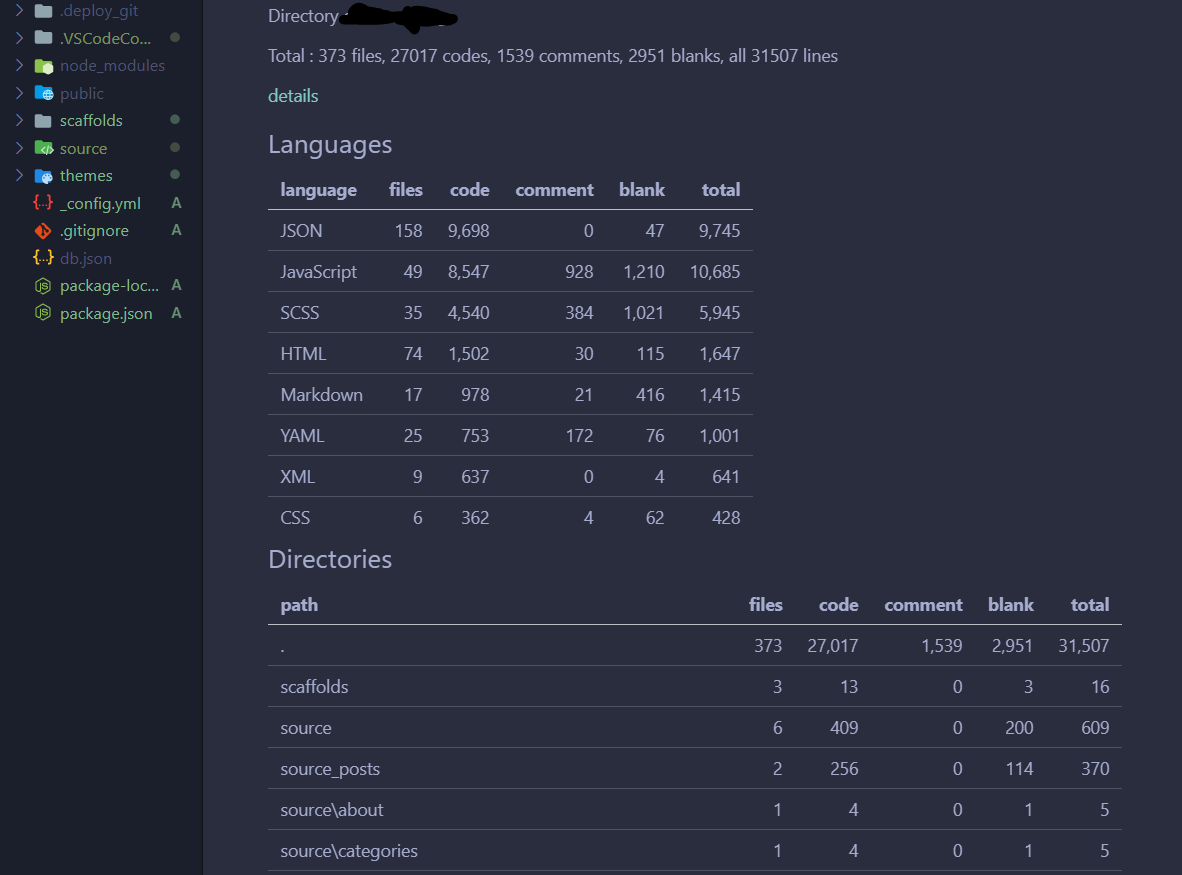 .deploy_git
.VSCodeCo...
node_modules
public
scaffolds
source
themes
_config.yml A
.gitignore A
db.json
package-loc... A
package.json A
Directory
Total : 373 files, 27017 codes, 1539 comments, 2951 blanks, all 31507 lines
details
Languages
language files code comment blank total
JSON 158 9,698 0 47 9,745
JavaScript 49 8,547 928 1,210 10,685
SCSS 35 4,540 384 1,021 5,945
HTML 74 1,502 30 115 1,647
Markdown 17 978 21 416 1,415
YAML 25 753 172 76 1,001
XML 9 637 0 4 641
CSS 6 362 4 62 428
Directories
path files code comment blank total
. 373 27,017 1,539 2,951 31,507
scaffolds 3 13 0 3 16
source 6 409 0 200 609
source_posts 2 256 0 114 370
source\about 1 4 0 1 5
source\categories 1 4 0 1 5